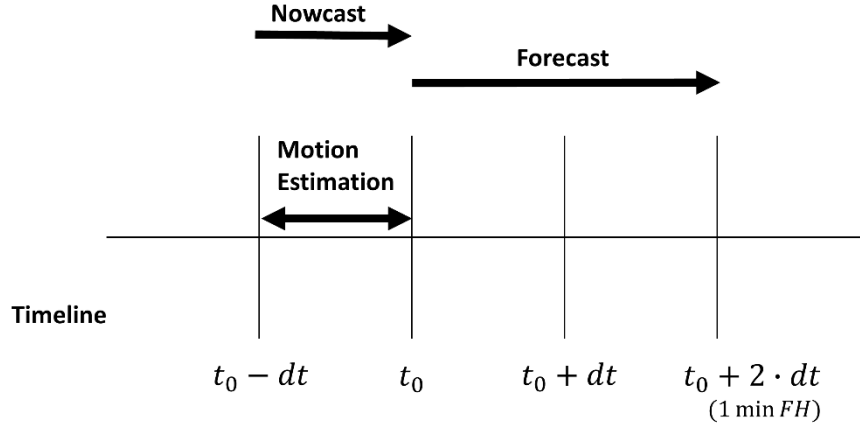 Nowcast
Forecast
Motion
Estimation
Timeline
t₀ − dt
t₀
t₀ + dt
t₀ + 2 · dt
(1 min FH)